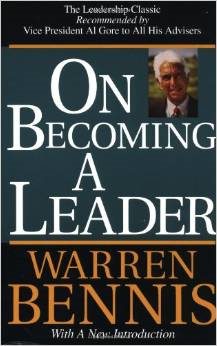 The Leadership Classic
Recommended by
Vice President Al Gore to All His Advisers
ON
BECOMING
A
LEADER
WARREN
BENNIS
With A New Introduction